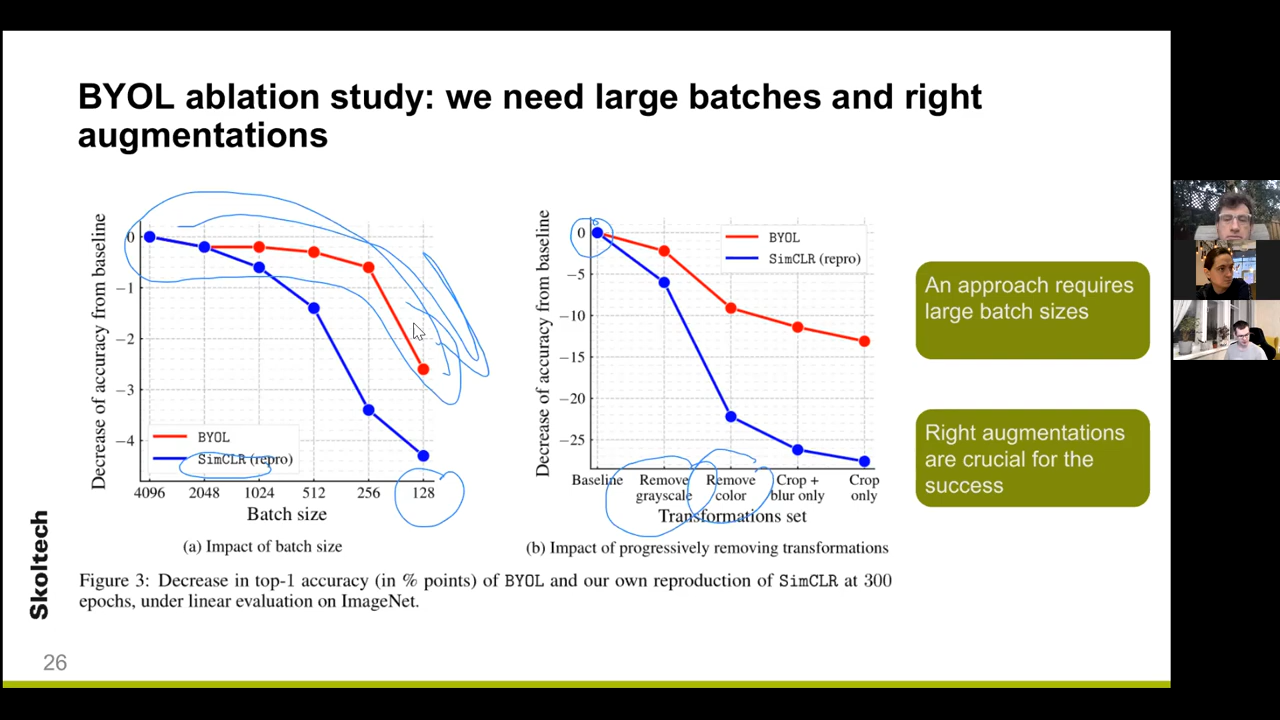 BYOL ablation study: we need large batches and right
augmentations
Decrease of accuracy from baseline
0
−1
−2
−3
−4
BYOL
SimCLR (repro)
4096 2048 1024 512 256 128
Batch size
(a) Impact of batch size
Decrease of accuracy from baseline
0
−5
−10
−15
−20
−25
BYOL
SimCLR (repro)
Baseline Remove Remove Crop + Crop
grayscale color blur only only
Transformations set
(b) Impact of progressively removing transformations
Figure 3: Decrease in top-1 accuracy (in % points) of BYOL and our own reproduction of SimCLR at 300
epochs, under linear evaluation on ImageNet.
An approach requires
large batch sizes
Right augmentations
are crucial for the
success
Skoltech
26